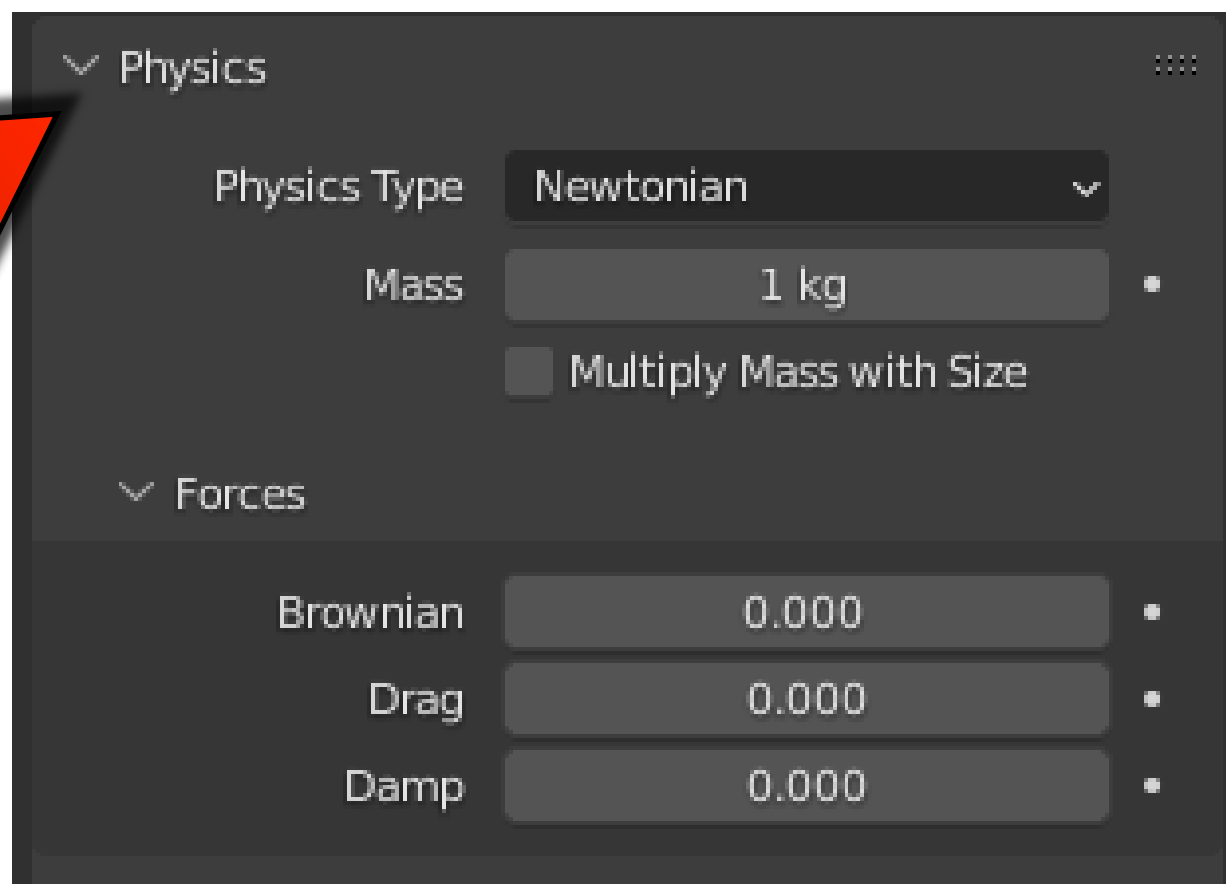 Physics
Physics Type Newtonian
Mass 1 kg
Multiply Mass with Size
Forces
Brownian 0.000
Drag 0.000
Damp 0.000